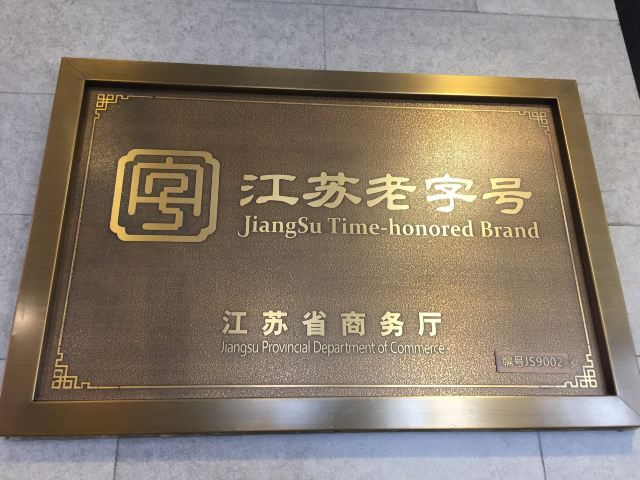 江苏老字号
JiangSu Time-honored Brand
江苏省商务厅
Jiangsu Provincial Department of Commerce
编号JS9002